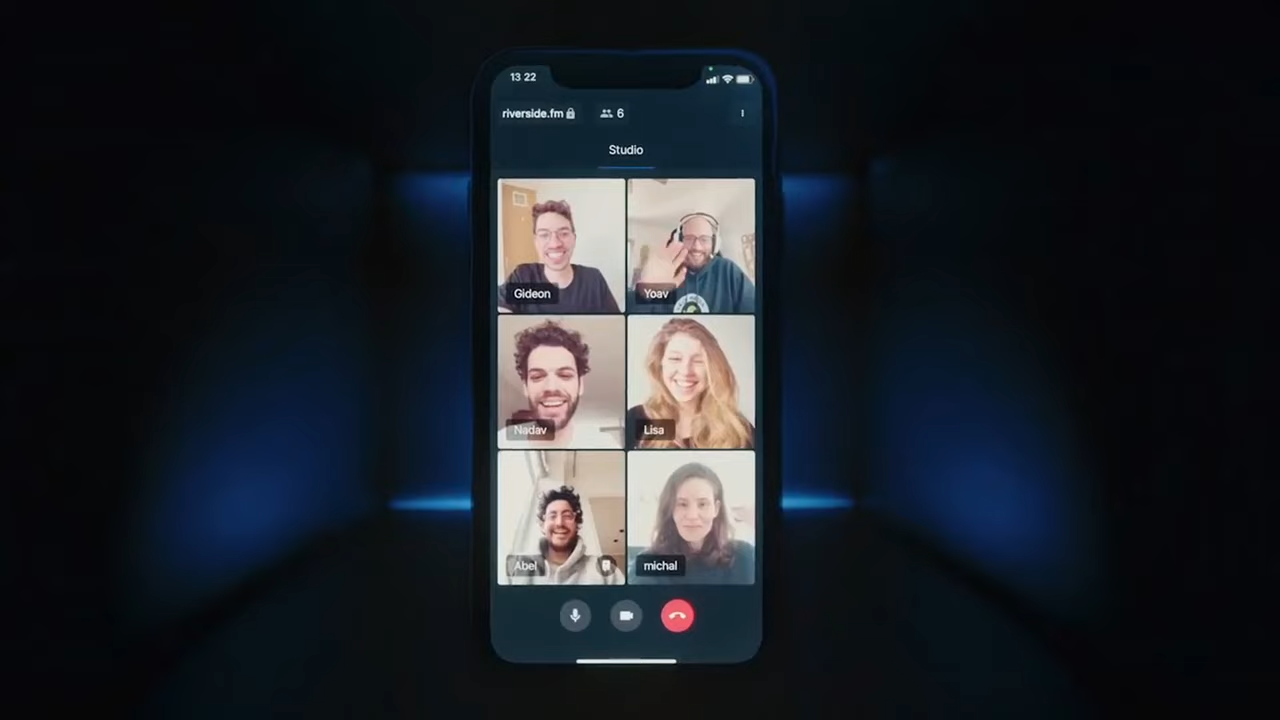 13 22
riverside.fm 6
Studio
Gideon
Yoav
Nadav
Lisa
Abel
michal